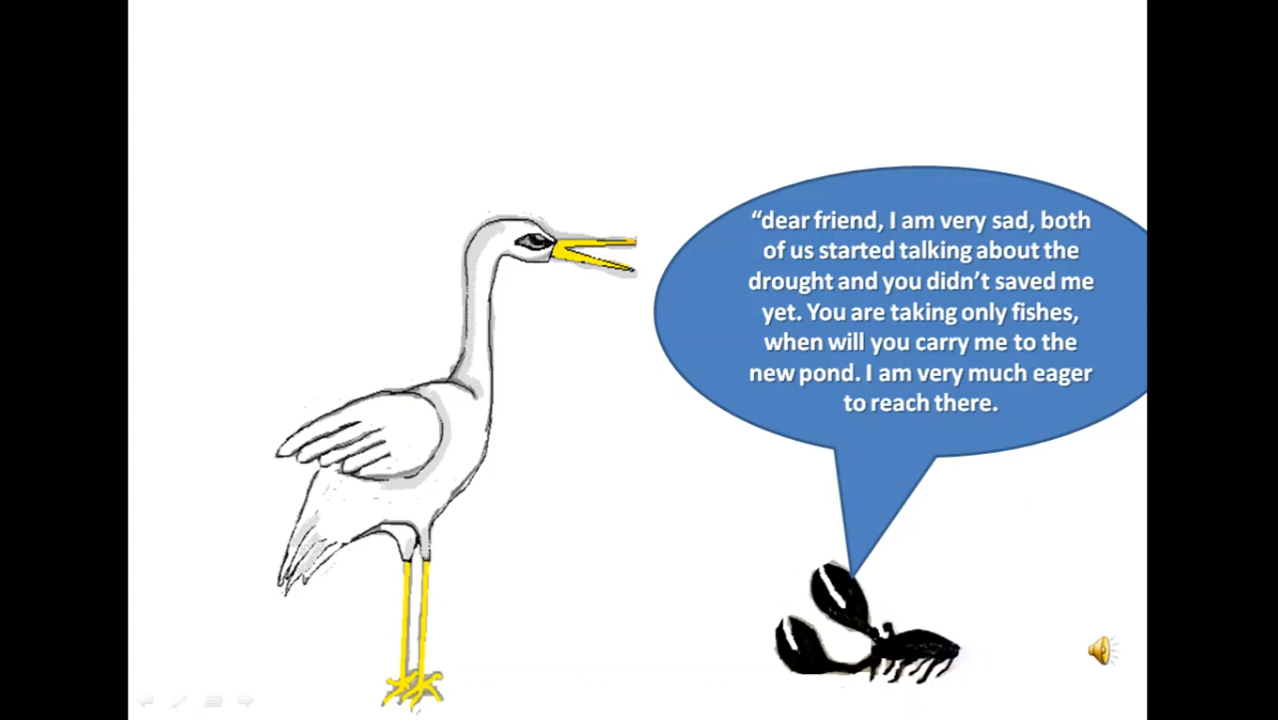 “dear friend, I am very sad, both
of us started talking about the
drought and you didn’t saved me
yet. You are taking only fishes,
when will you carry me to the
new pond. I am very much eager
to reach there.